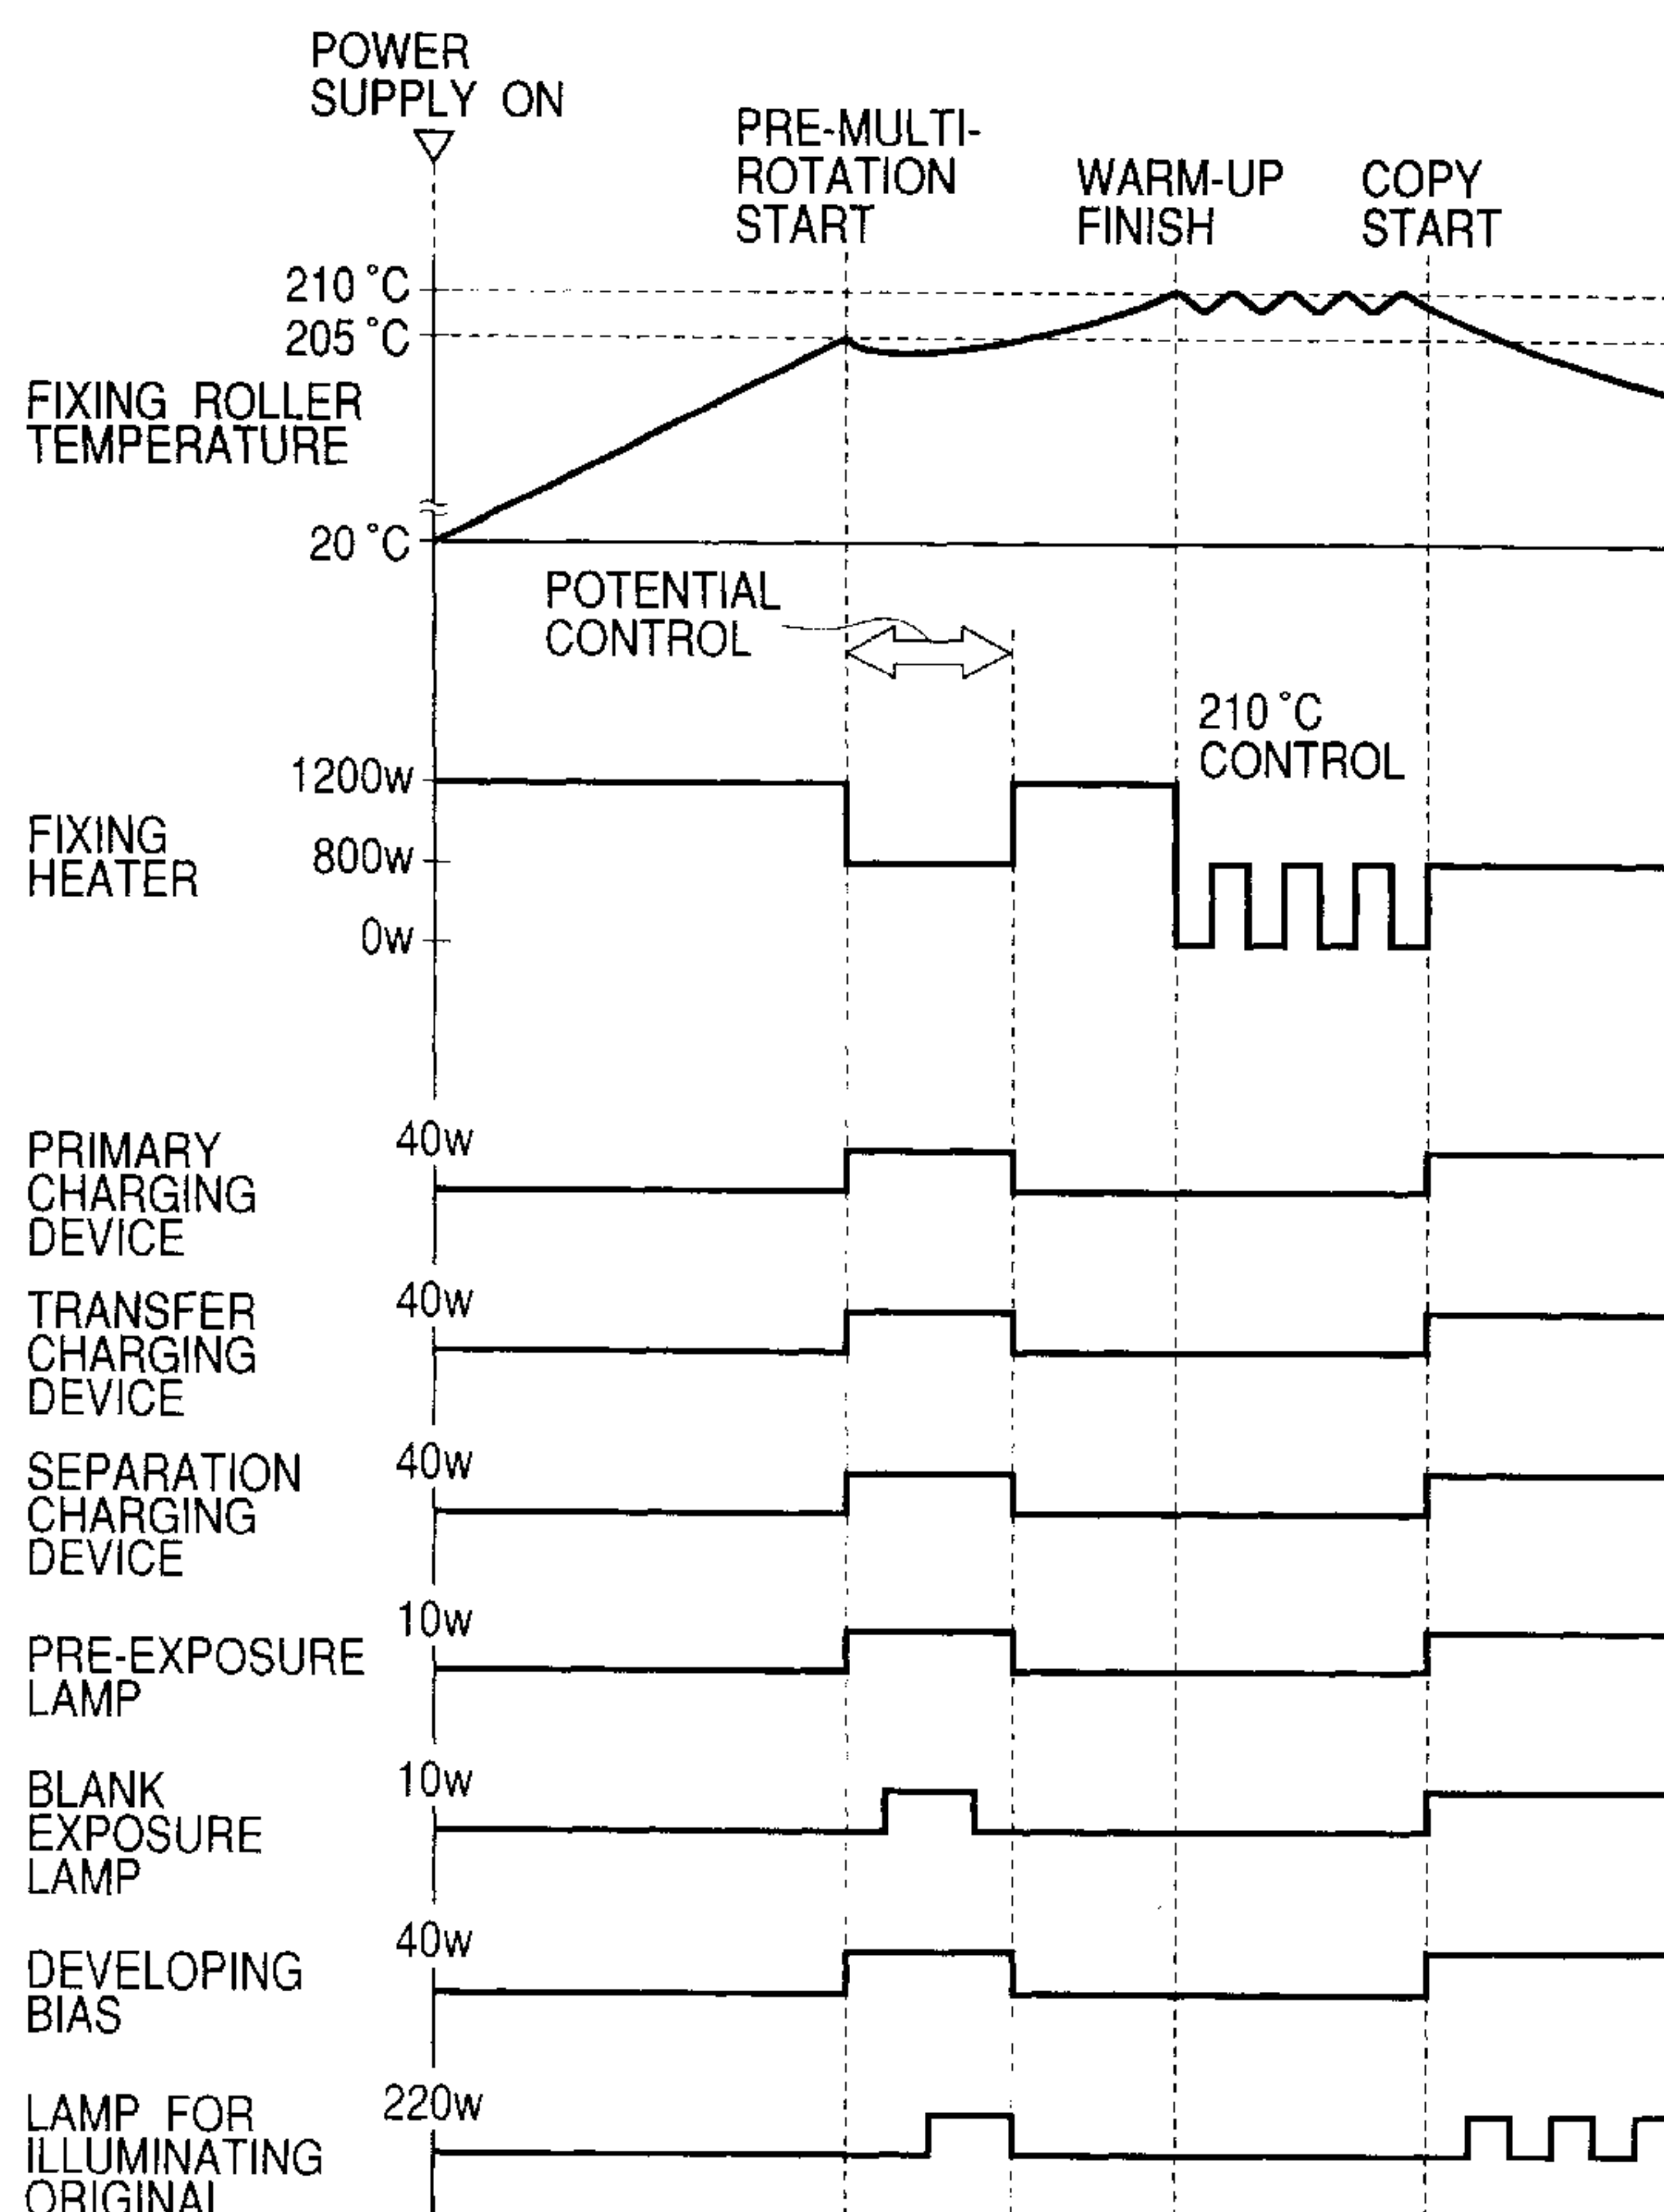 POWER
SUPPLY ON
PRE-MULTI-
ROTATION
START
WARM-UP
FINISH
COPY
START
210°C
205°C
FIXING ROLLER
TEMPERATURE
20°C
POTENTIAL
CONTROL
210°C
CONTROL
1200w
FIXING
HEATER
800w
0w
PRIMARY
CHARGING
DEVICE
40w
TRANSFER
CHARGING
DEVICE
40w
SEPARATION
CHARGING
DEVICE
40w
PRE-EXPOSURE
LAMP
10w
BLANK
EXPOSURE
LAMP
10w
DEVELOPING
BIAS
40w
LAMP FOR
ILLUMINATING
ORIGINAL
220w